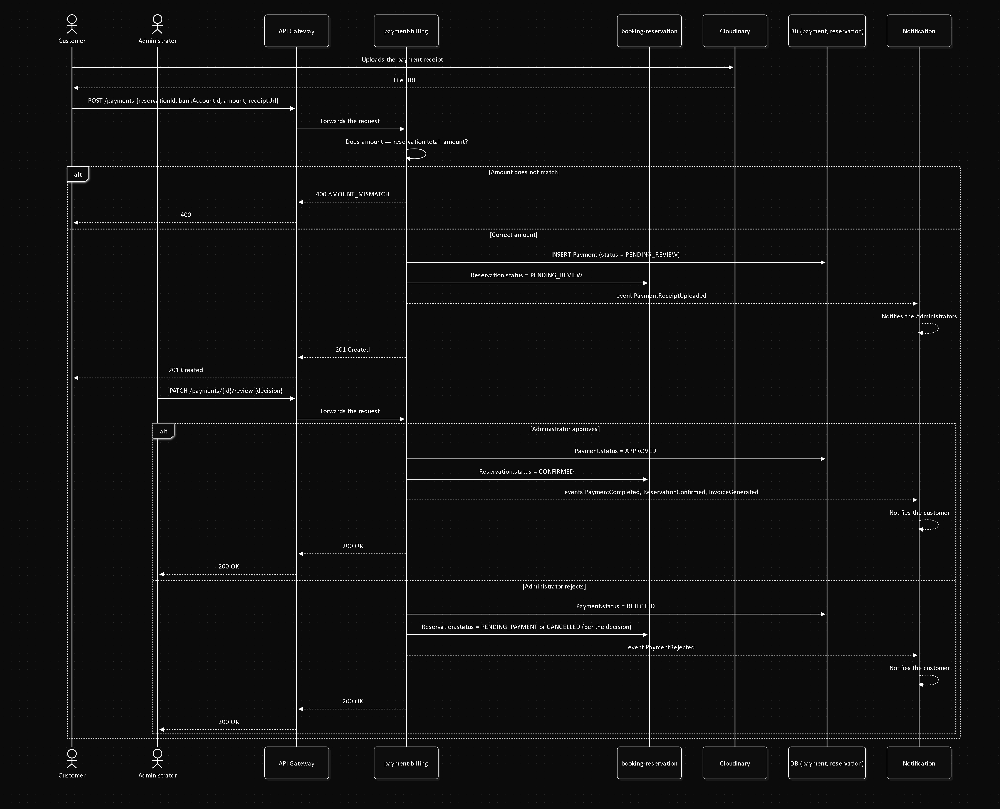 Customer
Administrator
API Gateway
payment-billing
booking-reservation
Cloudinary
DB (payment, reservation)
Notification
Uploads the payment receipt
File URL
POST /payments {reservationId, bankAccountId, amount, receiptUrl}
Forwards the request
Does amount == reservation.total_amount?
alt
[Amount does not match]
400 AMOUNT_MISMATCH
400
[Correct amount]
INSERT Payment (status = PENDING_REVIEW)
Reservation.status = PENDING_REVIEW
event PaymentReceiptUploaded
Notifies the Administrators
201 Created
201 Created
PATCH /payments/{id}/review {decision}
Forwards the request
alt
[Administrator approves]
Payment.status = APPROVED
Reservation.status = CONFIRMED
events PaymentCompleted, ReservationConfirmed, InvoiceGenerated
Notifies the customer
200 OK
200 OK
[Administrator rejects]
Payment.status = REJECTED
Reservation.status = PENDING_PAYMENT or CANCELLED (per the decision)
event PaymentRejected
Notifies the customer
200 OK
200 OK
Customer
Administrator
API Gateway
payment-billing
booking-reservation
Cloudinary
DB (payment, reservation)
Notification